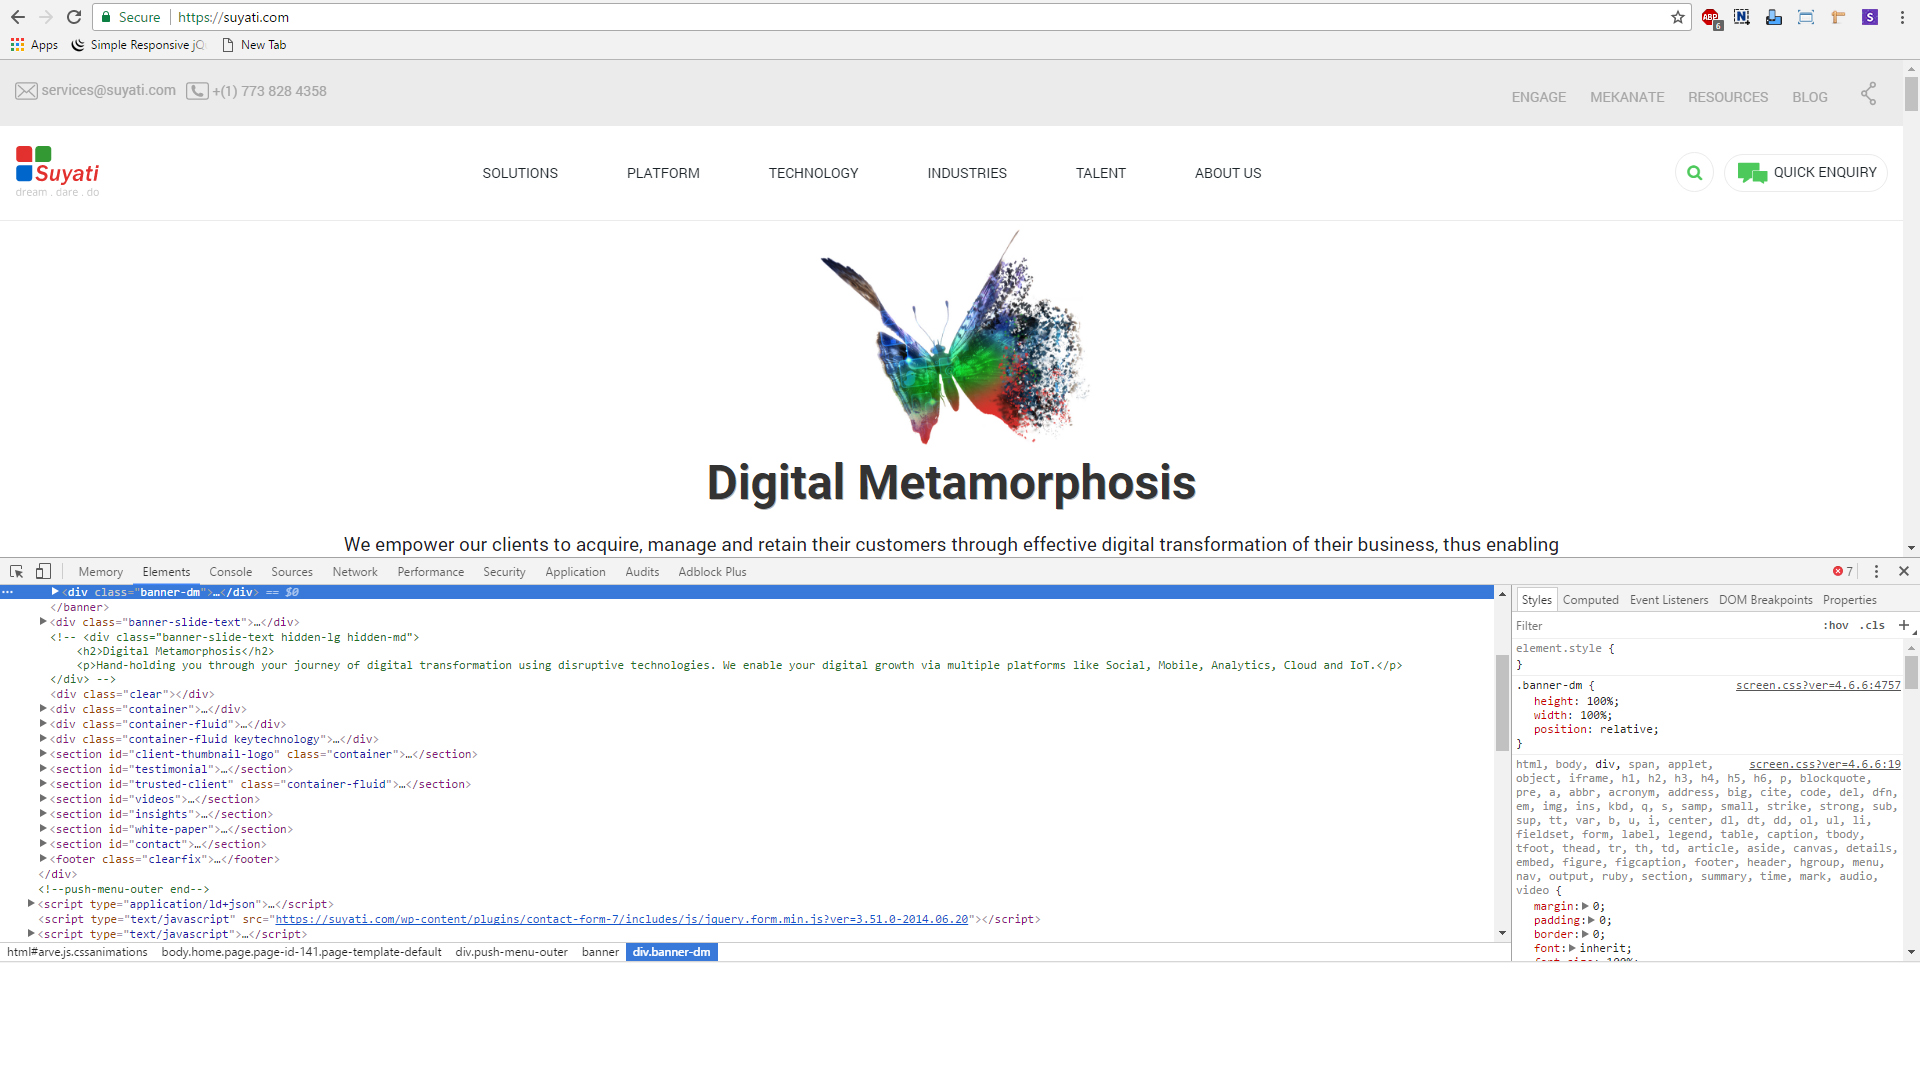 Secure https://suyati.com
ABP 6 N S
Apps Simple Responsive jQ New Tab
services@suyati.com +(1) 773 828 4358
ENGAGE MEKANATE RESOURCES BLOG
Suyati
dream . dare . do
SOLUTIONS PLATFORM TECHNOLOGY INDUSTRIES TALENT ABOUT US
QUICK ENQUIRY
Digital Metamorphosis
We empower our clients to acquire, manage and retain their customers through effective digital transformation of their business, thus enabling
Memory Elements Console Sources Network Performance Security Application Audits Adblock Plus 7
<div class="banner-dm">…</div> == $0
</banner>
<div class="banner-slide-text">…</div>
<!-- <div class="banner-slide-text hidden-lg hidden-md">
<h2>Digital Metamorphosis</h2>
<p>Hand-holding you through your journey of digital transformation using disruptive technologies. We enable your digital growth via multiple platforms like Social, Mobile, Analytics, Cloud and IoT.</p>
</div> -->
<div class="clear"></div>
<div class="container">…</div>
<div class="container-fluid">…</div>
<div class="container-fluid keytechnology">…</div>
<section id="client-thumbnail-logo" class="container">…</section>
<section id="testimonial">…</section>
<section id="trusted-client" class="container-fluid">…</section>
<section id="videos">…</section>
<section id="insights">…</section>
<section id="white-paper">…</section>
<section id="contact">…</section>
<footer class="clearfix">…</footer>
</div>
<!--push-menu-outer end-->
<script type="application/ld+json">…</script>
<script type="text/javascript" src="https://suyati.com/wp-content/plugins/contact-form-7/includes/js/jquery.form.min.js?ver=3.51.0-2014.06.20"></script>
<script type="text/javascript">…</script>
html#arve.js.cssanimations body.home.page.page-id-141.page-template-default div.push-menu-outer banner div.banner-dm
Styles Computed Event Listeners DOM Breakpoints Properties
Filter :hov .cls +
element.style {
}
.banner-dm { screen.css?ver=4.6.6:4757
height: 100%;
width: 100%;
position: relative;
}
html, body, div, span, applet, screen.css?ver=4.6.6:19
object, iframe, h1, h2, h3, h4, h5, h6, p, blockquote,
pre, a, abbr, acronym, address, big, cite, code, del, dfn,
em, img, ins, kbd, q, s, samp, small, strike, strong, sub,
sup, tt, var, b, u, i, center, dl, dt, dd, ol, ul, li,
fieldset, form, label, legend, table, caption, tbody,
tfoot, thead, tr, th, td, article, aside, canvas, details,
embed, figure, figcaption, footer, header, hgroup, menu,
nav, output, ruby, section, summary, time, mark, audio,
video {
margin: 0;
padding: 0;
border: 0;
font: inherit;
font-size: 100%;